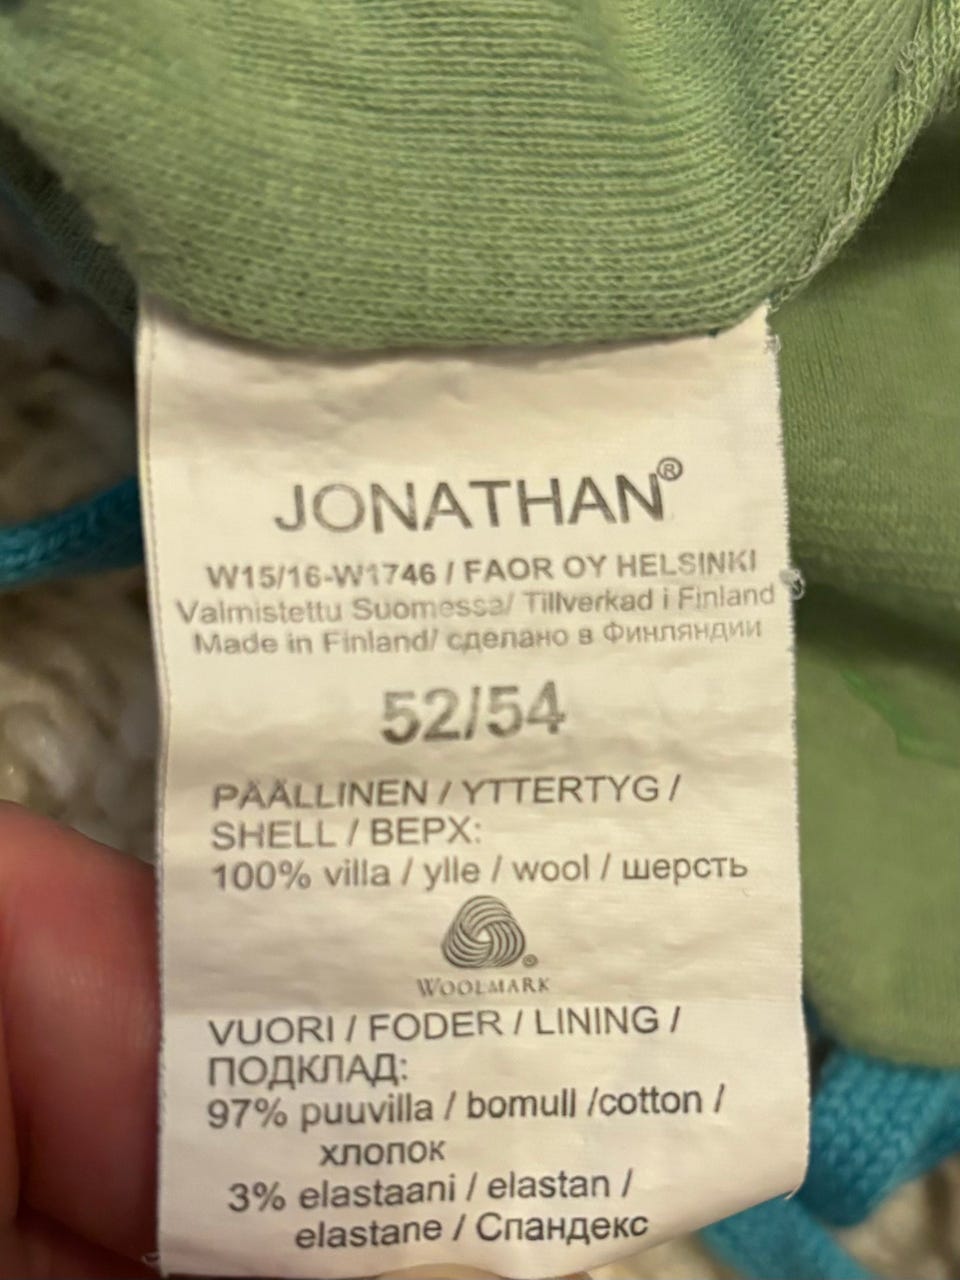 JONATHAN®
W15/16-W1746 / FAOR OY HELSINKI
Valmistettu Suomessa/ Tillverkad i Finland
Made in Finland/ сделано в Финляндии
52/54
PÄÄLLINEN / YTTERTYG /
SHELL / ВЕРХ:
100% villa / ylle / wool / шерсть
WOOLMARK
VUORI / FODER / LINING /
ПОДКЛАД:
97% puuvilla / bomull /cotton /
хлопок
3% elastaani / elastan /
elastane / Спандекс